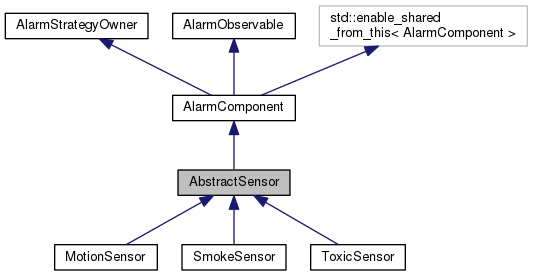 AlarmStrategyOwner
AlarmObservable
std::enable_shared
_from_this< AlarmComponent >
AlarmComponent
AbstractSensor
MotionSensor
SmokeSensor
ToxicSensor